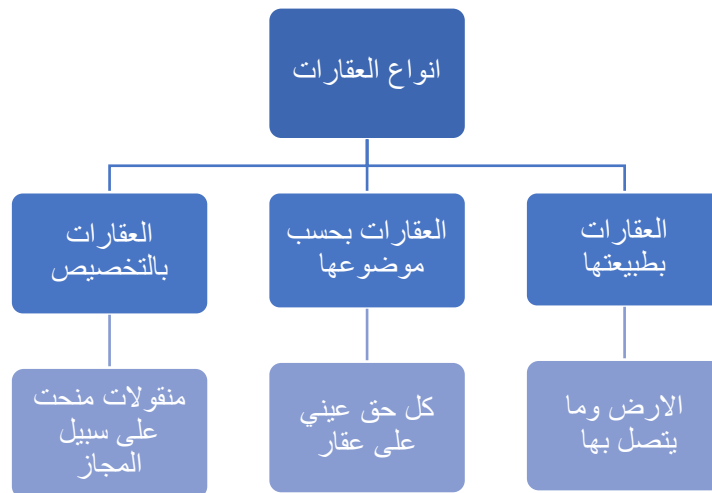 انواع العقارات
العقارات
بطبيعتها
الارض وما
يتصل بها
العقارات بحسب
موضوعها
كل حق عيني
على عقار
العقارات
بالتخصيص
منقولات منحت
على سبيل
المجاز